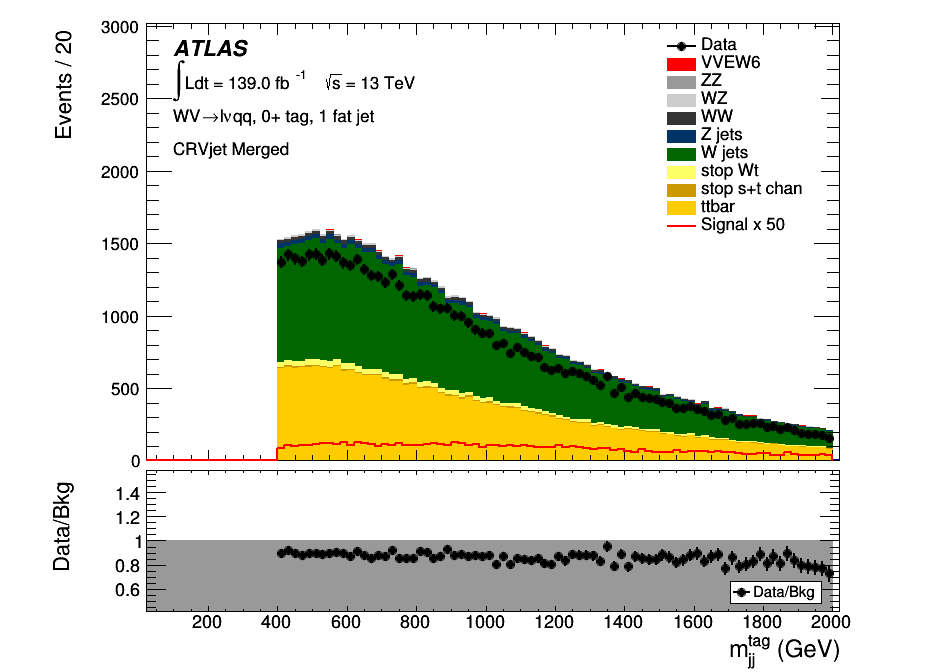 Events / 20
3000
2500
2000
1500
1000
500
0
ATLAS
∫Ldt = 139.0 fb⁻¹ √s = 13 TeV
WV→lνqq, 0+ tag, 1 fat jet
CRVjet Merged
Data
VVEW6
ZZ
WZ
WW
Z jets
W jets
stop Wt
stop s+t chan
ttbar
Signal x 50
Data/Bkg
1.4
1.2
1
0.8
0.6
Data/Bkg
200 400 600 800 1000 1200 1400 1600 1800 2000
m_jj^tag (GeV)